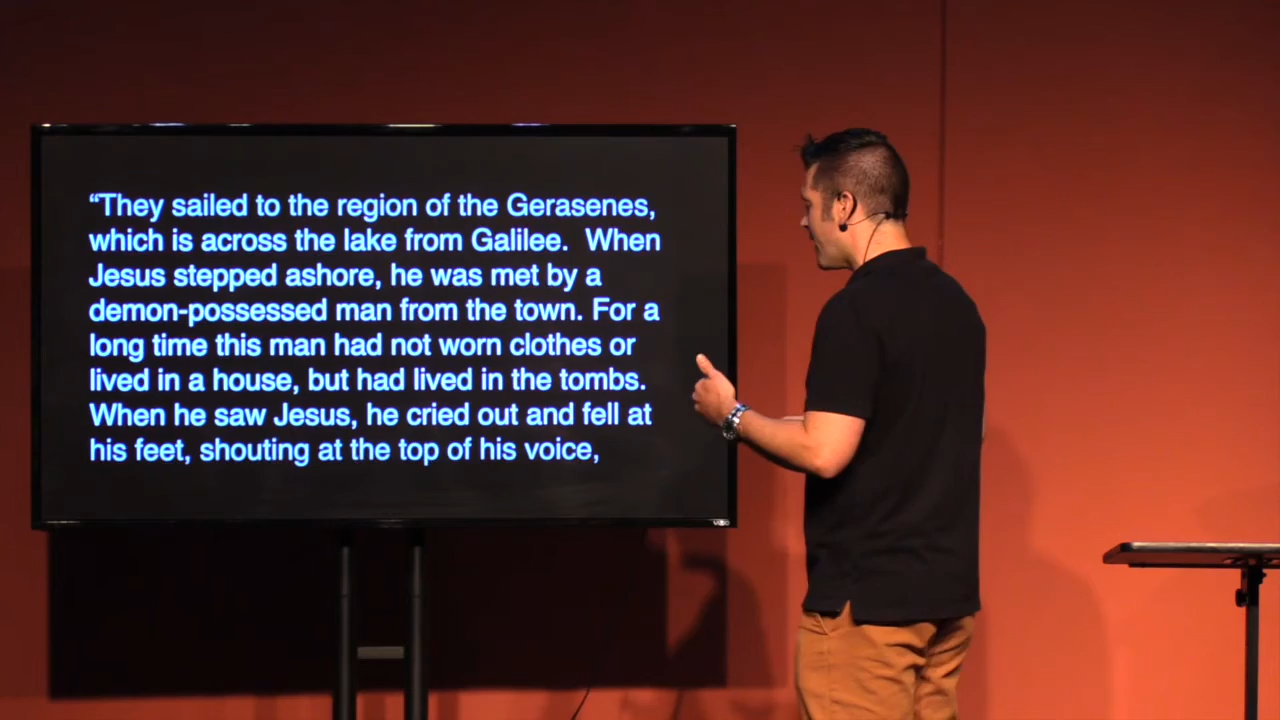 “They sailed to the region of the Gerasenes,
which is across the lake from Galilee.  When
Jesus stepped ashore, he was met by a
demon-possessed man from the town. For a
long time this man had not worn clothes or
lived in a house, but had lived in the tombs.
When he saw Jesus, he cried out and fell at
his feet, shouting at the top of his voice,
VIZIO